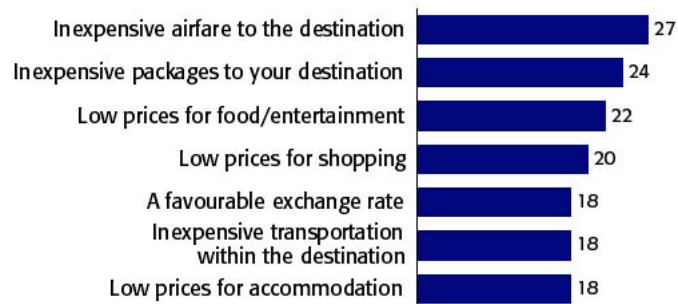 Inexpensive airfare to the destination 27
Inexpensive packages to your destination 24
Low prices for food/entertainment 22
Low prices for shopping 20
A favourable exchange rate 18
Inexpensive transportation
within the destination 18
Low prices for accommodation 18